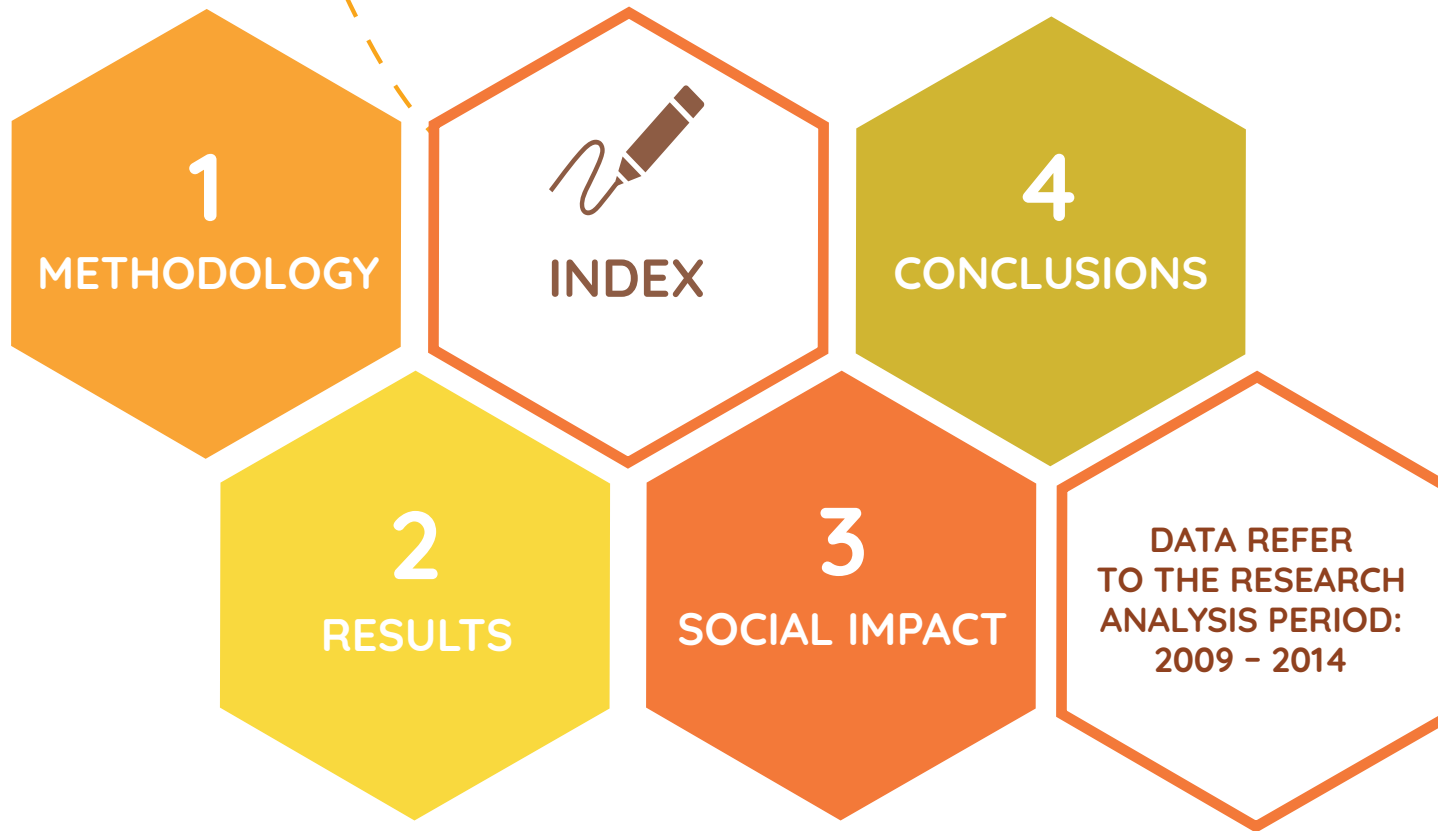 1
METHODOLOGY
INDEX
4
CONCLUSIONS
2
RESULTS
3
SOCIAL IMPACT
DATA REFER
TO THE RESEARCH
ANALYSIS PERIOD:
2009 – 2014